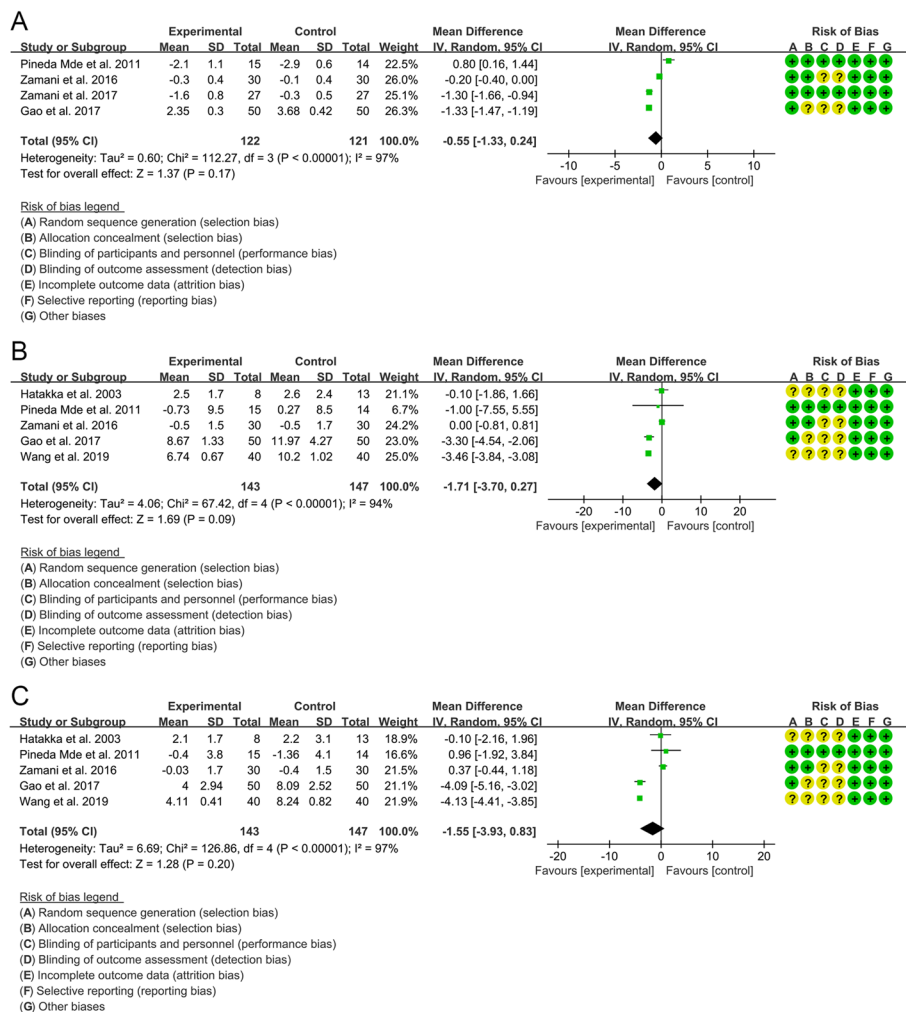 A
Experimental Control Mean Difference Mean Difference Risk of Bias
Study or Subgroup Mean SD Total Mean SD Total Weight IV, Random, 95% CI IV, Random, 95% CI A B C D E F G
Pineda Mde et al. 2011 -2.1 1.1 15 -2.9 0.6 14 22.5% 0.80 [0.16, 1.44] + + + + + + +
Zamani et al. 2016 -0.3 0.4 30 -0.1 0.4 30 26.0% -0.20 [-0.40, 0.00] + + ? ? + + +
Zamani et al. 2017 -1.6 0.8 27 -0.3 0.5 27 25.1% -1.30 [-1.66, -0.94] + + + + + + +
Gao et al. 2017 2.35 0.3 50 3.68 0.42 50 26.3% -1.33 [-1.47, -1.19] + ? ? ? + + +
Total (95% CI) 122 121 100.0% -0.55 [-1.33, 0.24]
Heterogeneity: Tau² = 0.60; Chi² = 112.27, df = 3 (P < 0.00001); I² = 97%
Test for overall effect: Z = 1.37 (P = 0.17)
-10 -5 0 5 10
Favours [experimental] Favours [control]
Risk of bias legend
(A) Random sequence generation (selection bias)
(B) Allocation concealment (selection bias)
(C) Blinding of participants and personnel (performance bias)
(D) Blinding of outcome assessment (detection bias)
(E) Incomplete outcome data (attrition bias)
(F) Selective reporting (reporting bias)
(G) Other biases
B
Experimental Control Mean Difference Mean Difference Risk of Bias
Study or Subgroup Mean SD Total Mean SD Total Weight IV, Random, 95% CI IV, Random, 95% CI A B C D E F G
Hatakka et al. 2003 2.5 1.7 8 2.6 2.4 13 21.1% -0.10 [-1.86, 1.66] ? ? ? ? + + +
Pineda Mde et al. 2011 -0.73 9.5 15 0.27 8.5 14 6.7% -1.00 [-7.55, 5.55] + + + + + + +
Zamani et al. 2016 -0.5 1.5 30 -0.5 1.7 30 24.2% 0.00 [-0.81, 0.81] + + ? ? + + +
Gao et al. 2017 8.67 1.33 50 11.97 4.27 50 23.0% -3.30 [-4.54, -2.06] + ? ? ? + + +
Wang et al. 2019 6.74 0.67 40 10.2 1.02 40 25.0% -3.46 [-3.84, -3.08] ? ? ? ? + + +
Total (95% CI) 143 147 100.0% -1.71 [-3.70, 0.27]
Heterogeneity: Tau² = 4.06; Chi² = 67.42, df = 4 (P < 0.00001); I² = 94%
Test for overall effect: Z = 1.69 (P = 0.09)
-20 -10 0 10 20
Favours [experimental] Favours [control]
Risk of bias legend
(A) Random sequence generation (selection bias)
(B) Allocation concealment (selection bias)
(C) Blinding of participants and personnel (performance bias)
(D) Blinding of outcome assessment (detection bias)
(E) Incomplete outcome data (attrition bias)
(F) Selective reporting (reporting bias)
(G) Other biases
C
Experimental Control Mean Difference Mean Difference Risk of Bias
Study or Subgroup Mean SD Total Mean SD Total Weight IV, Random, 95% CI IV, Random, 95% CI A B C D E F G
Hatakka et al. 2003 2.1 1.7 8 2.2 3.1 13 18.9% -0.10 [-2.16, 1.96] ? ? ? ? + + +
Pineda Mde et al. 2011 -0.4 3.8 15 -1.36 4.1 14 16.6% 0.96 [-1.92, 3.84] + + + + + + +
Zamani et al. 2016 -0.03 1.7 30 -0.4 1.5 30 21.5% 0.37 [-0.44, 1.18] + + ? ? + + +
Gao et al. 2017 4 2.94 50 8.09 2.52 50 21.2% -4.09 [-5.16, -3.02] + ? ? ? + + +
Wang et al. 2019 4.11 0.41 40 8.24 0.82 40 21.9% -4.13 [-4.41, -3.85] ? ? ? ? + + +
Total (95% CI) 143 147 100.0% -1.55 [-3.93, 0.83]
Heterogeneity: Tau² = 6.69; Chi² = 126.86, df = 4 (P < 0.00001); I² = 97%
Test for overall effect: Z = 1.28 (P = 0.20)
-20 -10 0 10 20
Favours [experimental] Favours [control]
Risk of bias legend
(A) Random sequence generation (selection bias)
(B) Allocation concealment (selection bias)
(C) Blinding of participants and personnel (performance bias)
(D) Blinding of outcome assessment (detection bias)
(E) Incomplete outcome data (attrition bias)
(F) Selective reporting (reporting bias)
(G) Other biases